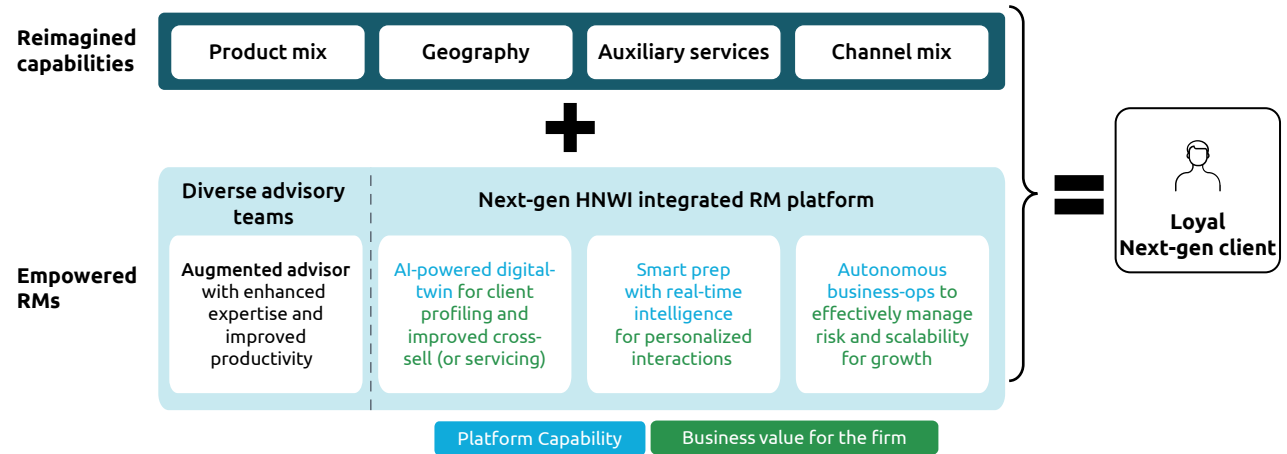 Reimagined
capabilities
Product mix
Geography
Auxiliary services
Channel mix
+
=
Loyal
Next-gen client
Empowered
RMs
Diverse advisory
teams
Next-gen HNWI integrated RM platform
Augmented advisor
with enhanced
expertise and
improved
productivity
AI-powered digital-
twin for client
profiling and
improved cross-
sell (or servicing)
Smart prep
with real-time
intelligence
for personalized
interactions
Autonomous
business-ops to
effectively manage
risk and scalability
for growth
Platform Capability
Business value for the firm